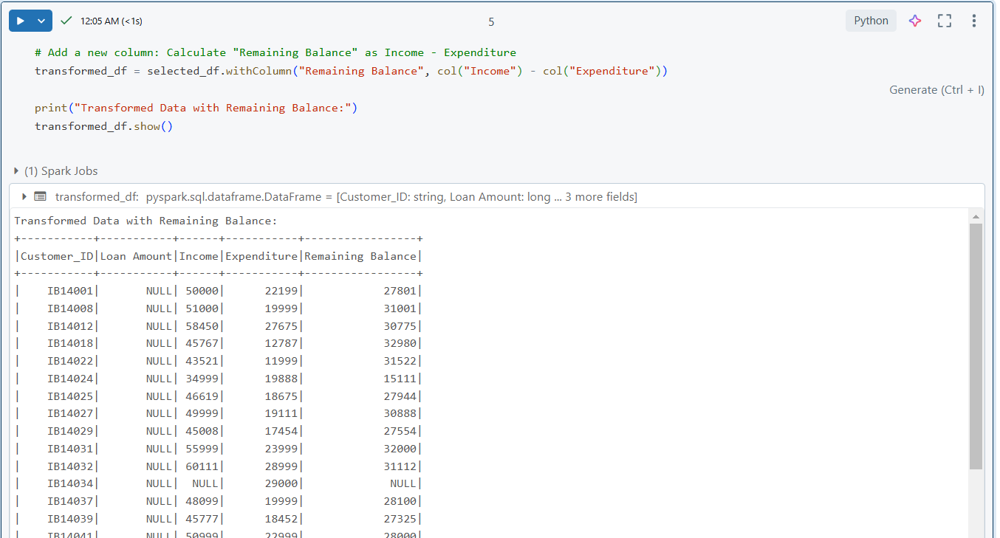 12:05 AM (<1s)
5
Python
# Add a new column: Calculate "Remaining Balance" as Income - Expenditure
transformed_df = selected_df.withColumn("Remaining Balance", col("Income") - col("Expenditure"))
Generate (Ctrl + I)
print("Transformed Data with Remaining Balance:")
transformed_df.show()
(1) Spark Jobs
transformed_df: pyspark.sql.dataframe.DataFrame = [Customer_ID: string, Loan Amount: long ... 3 more fields]
Transformed Data with Remaining Balance:
+-----------+-----------+------+-----------+-----------------+
|Customer_ID|Loan Amount|Income|Expenditure|Remaining Balance|
+-----------+-----------+------+-----------+-----------------+
|    IB14001|       NULL| 50000|      22199|            27801|
|    IB14008|       NULL| 51000|      19999|            31001|
|    IB14012|       NULL| 58450|      27675|            30775|
|    IB14018|       NULL| 45767|      12787|            32980|
|    IB14022|       NULL| 43521|      11999|            31522|
|    IB14024|       NULL| 34999|      19888|            15111|
|    IB14025|       NULL| 46619|      18675|            27944|
|    IB14027|       NULL| 49999|      19111|            30888|
|    IB14029|       NULL| 45008|      17454|            27554|
|    IB14031|       NULL| 55999|      23999|            32000|
|    IB14032|       NULL| 60111|      28999|            31112|
|    IB14034|       NULL|  NULL|      29000|             NULL|
|    IB14037|       NULL| 48099|      19999|            28100|
|    IB14039|       NULL| 45777|      18452|            27325|
|    IB14041|       NULL| 50999|      22999|            28000|